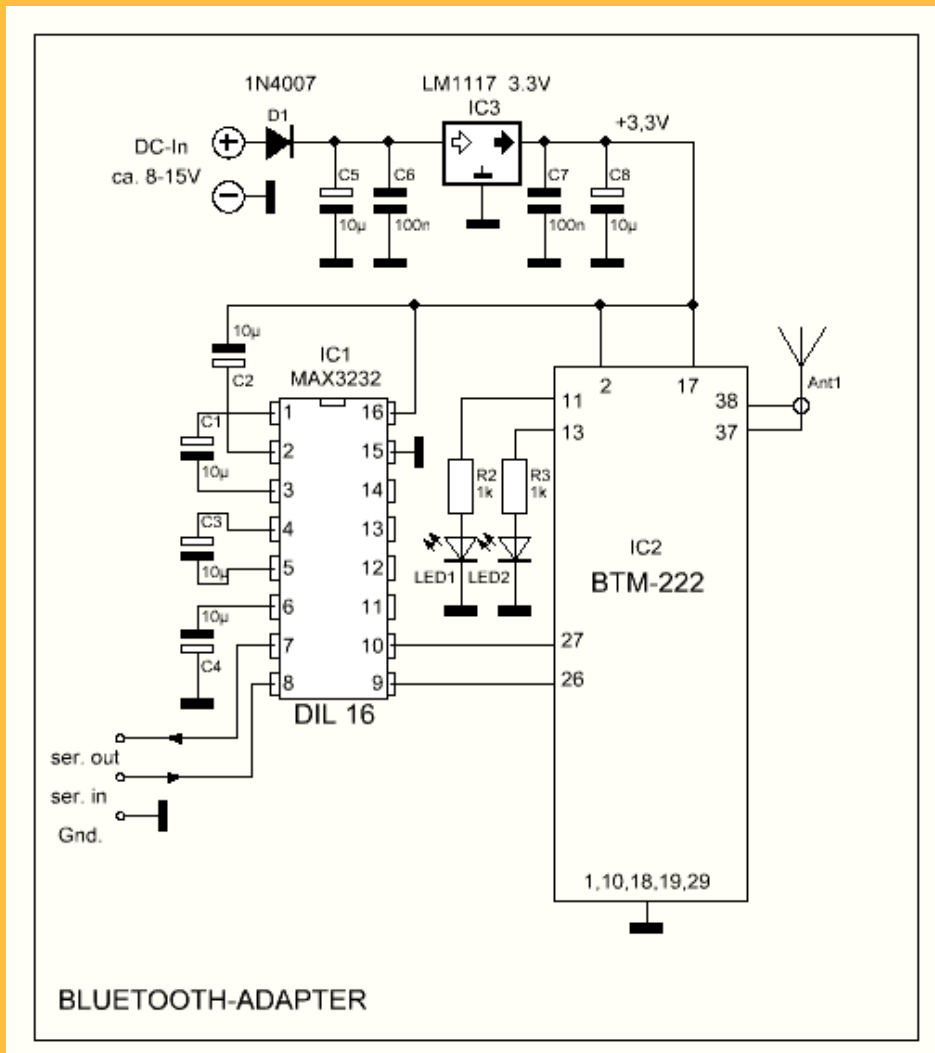 1N4007
LM1117 3.3V
D1
IC3
+3,3V
DC-In
ca. 8-15V
C5
C6
C7
C8
10µ
100n
100n
10µ
10µ
C2
IC1
MAX3232
C1
10µ
C3
10µ
10µ
C4
1
2
3
4
5
6
7
8
16
15
14
13
12
11
10
9
DIL 16
R2
1k
R3
1k
LED1
LED2
2
17
11
13
38
37
Ant1
IC2
BTM-222
27
26
1,10,18,19,29
ser. out
ser. in
Gnd.
BLUETOOTH-ADAPTER